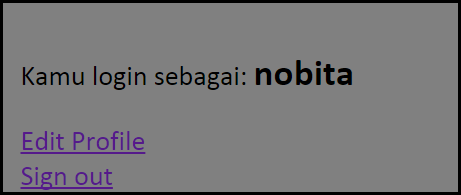 Kamu login sebagai: nobita
Edit Profile
Sign out